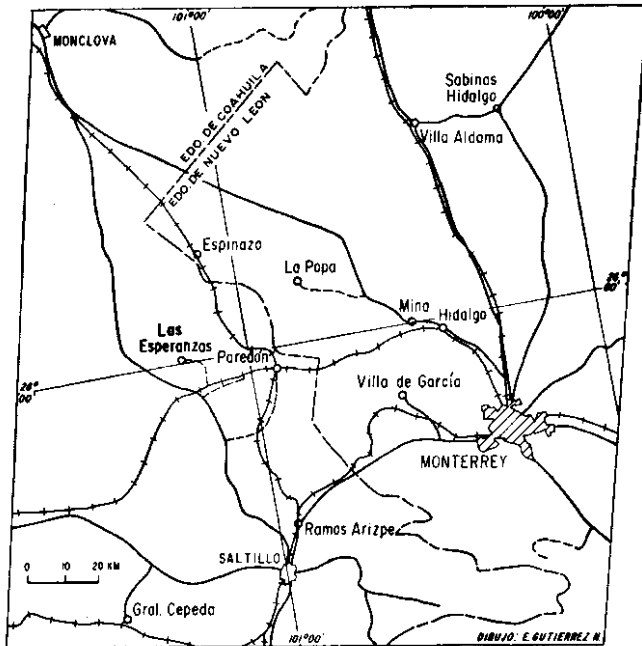 101°00'
100°00'
MONCLOVA
Sabinas
Hidalgo
EDO. DE COAHUILA
EDO. DE NUEVO LEON
Villa Aldama
Espinazo
La Popa
26°
00'
Mina
Hidalgo
Las
Esperanzas
Paredón
26°
00'
Villa de García
MONTERREY
Ramos Arizpe
SALTILLO
0 10 20 KM
Gral. Cepeda
101°00'
DIBUJO: E. GUTIERREZ N.